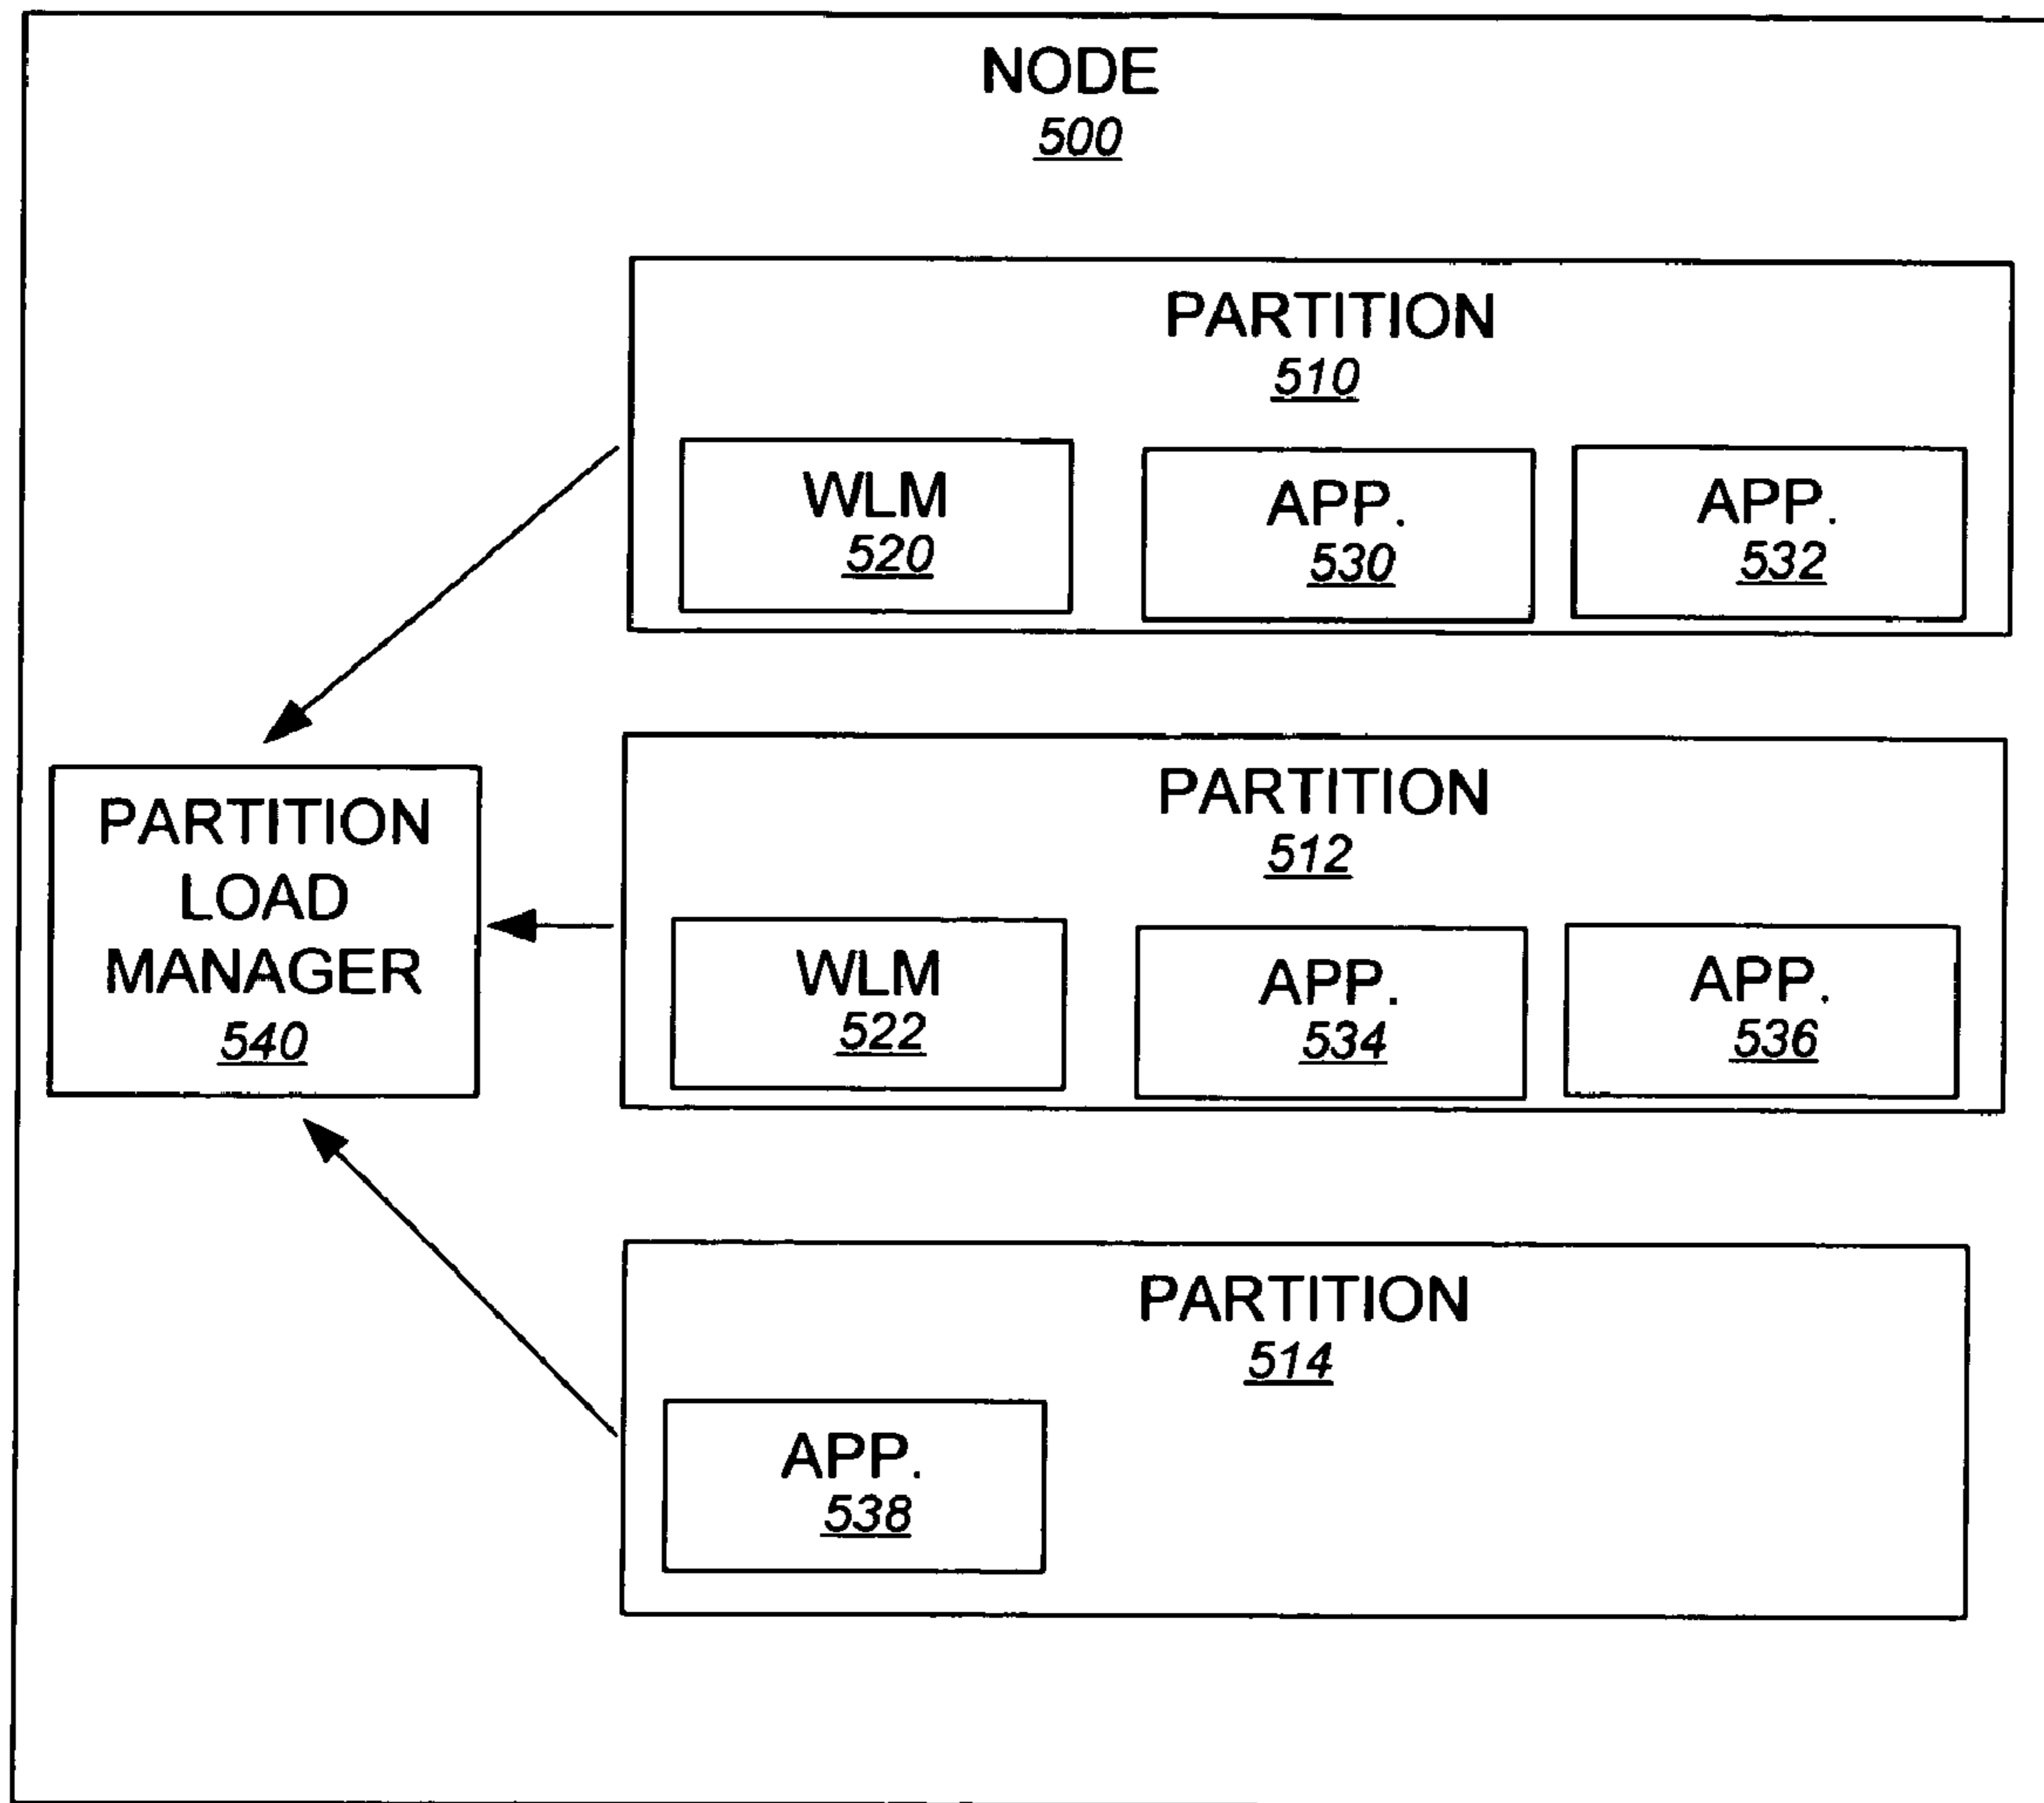 NODE
500
PARTITION
510
WLM
520
APP.
530
APP.
532
PARTITION
LOAD
MANAGER
540
PARTITION
512
WLM
522
APP.
534
APP.
536
PARTITION
514
APP.
538